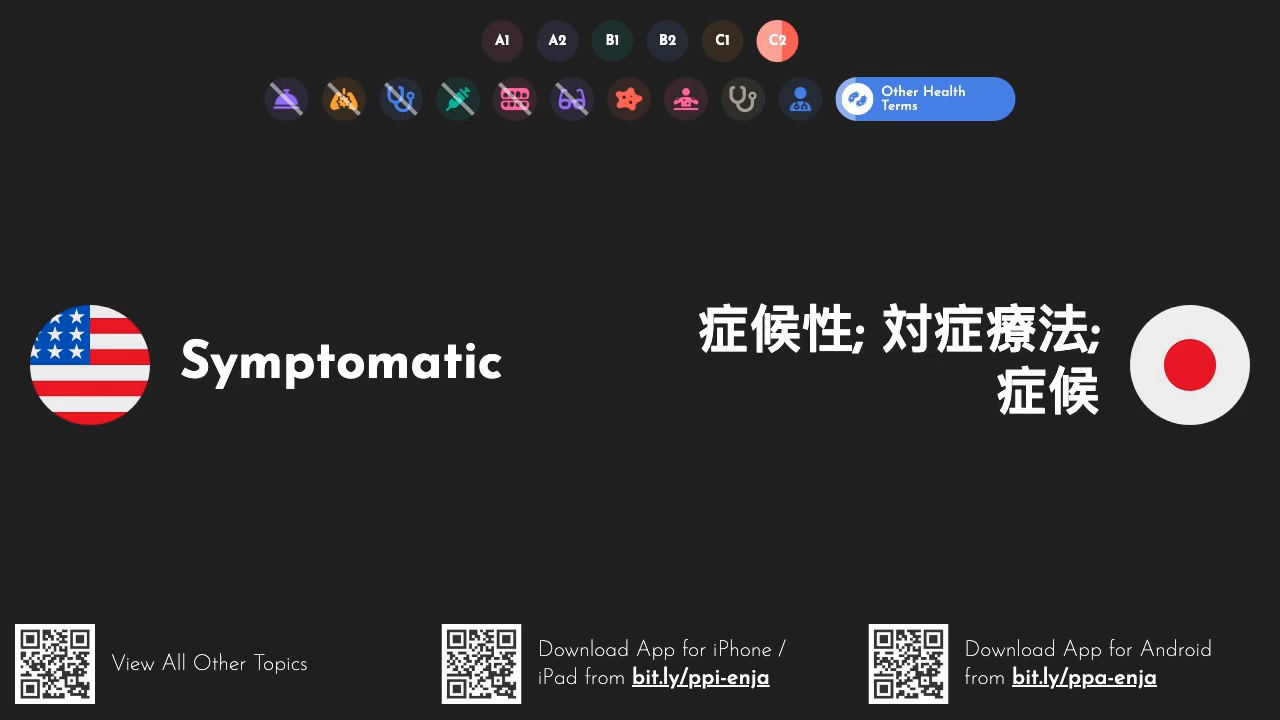 A1 A2 B1 B2 C1 C2
Other Health
Terms
Symptomatic
症候性; 対症療法;
症候
View All Other Topics
Download App for iPhone /
iPad from bit.ly/ppi-enja
Download App for Android
from bit.ly/ppa-enja